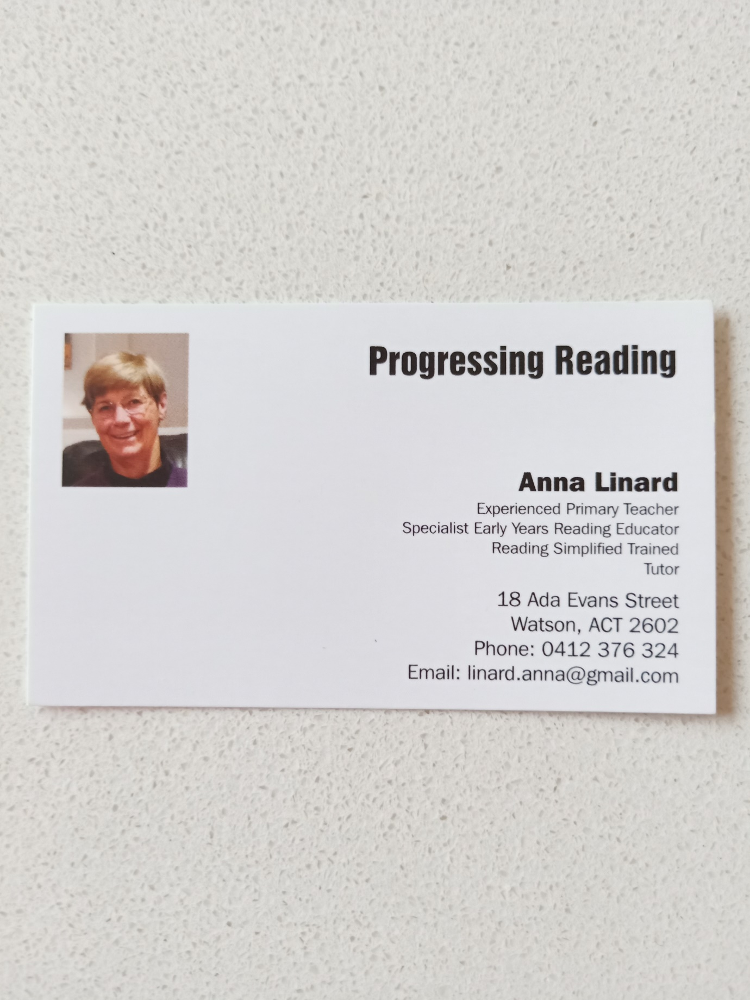 Progressing Reading
Anna Linard
Experienced Primary Teacher
Specialist Early Years Reading Educator
Reading Simplified Trained
Tutor
18 Ada Evans Street
Watson, ACT 2602
Phone: 0412 376 324
Email: linard.anna@gmail.com